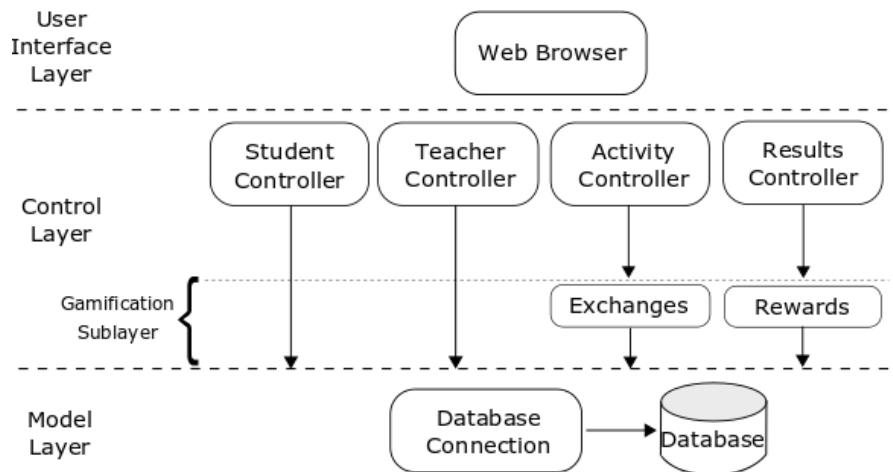 User
Interface
Layer
Web Browser
Student
Controller
Teacher
Controller
Activity
Controller
Results
Controller
Control
Layer
Gamification
Sublayer
Exchanges
Rewards
Model
Layer
Database
Connection
Database